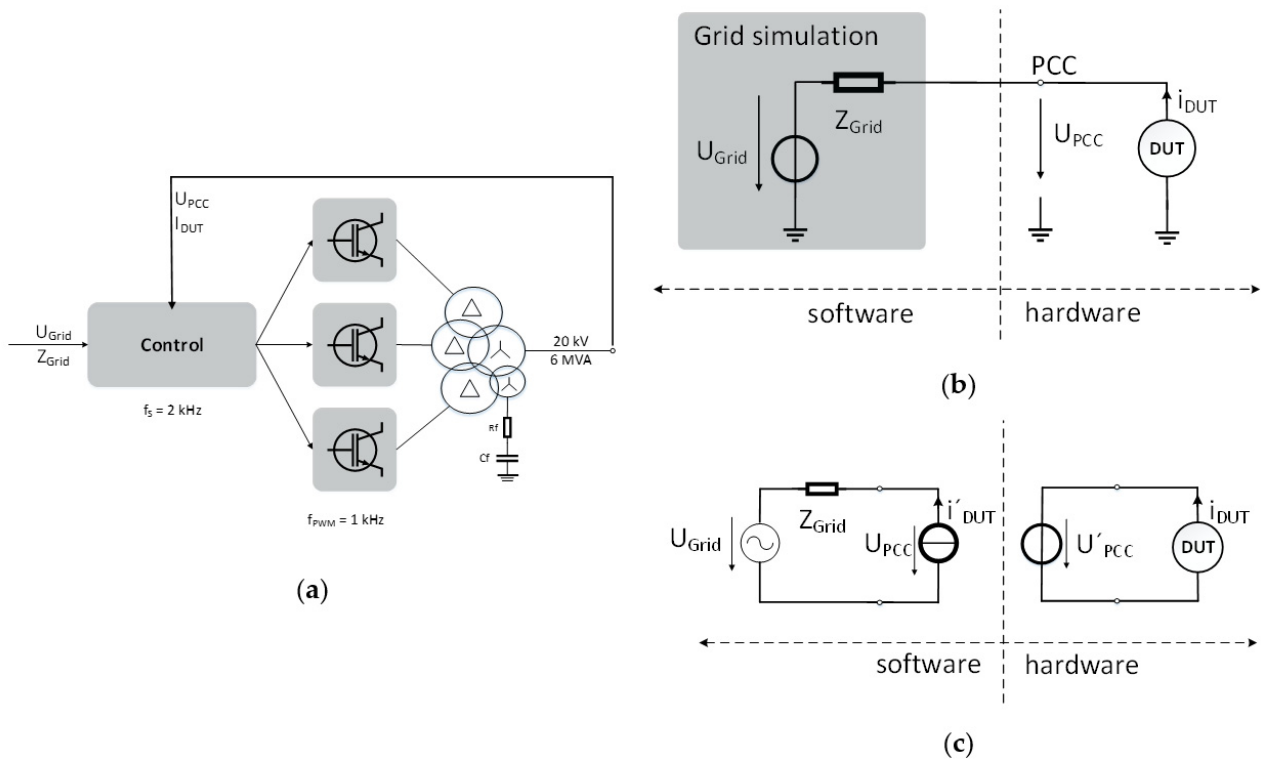 U_PCC
I_DUT
U_Grid
Z_Grid
Control
f_S = 2 kHz
20 kV
6 MVA
Rf
Cf
f_PWM = 1 kHz
(a)
Grid simulation
PCC
Z_Grid
U_Grid
U_PCC
i_DUT
DUT
software
hardware
(b)
Z_Grid
U_Grid
U_PCC
i´_DUT
U´_PCC
i_DUT
DUT
software
hardware
(c)